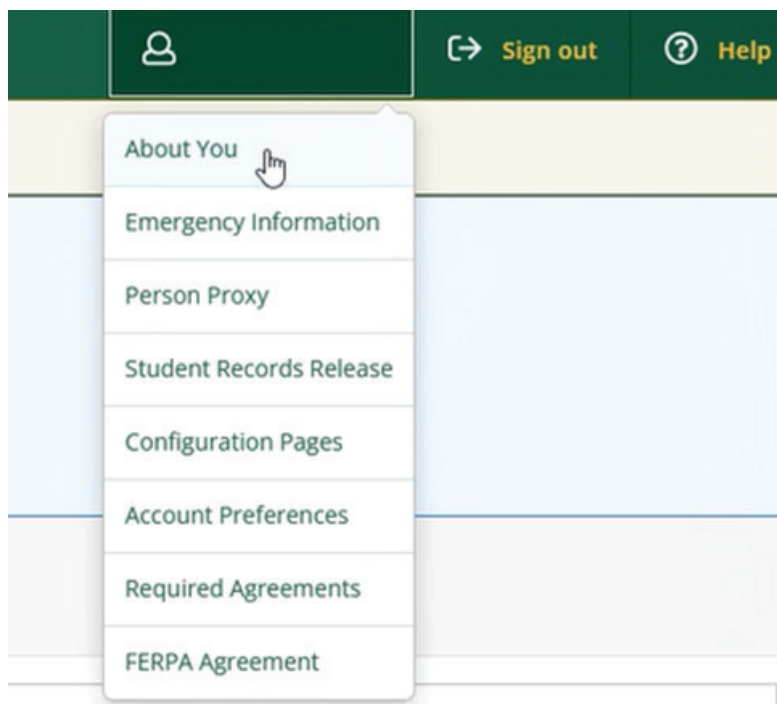 Sign out
Help
About You
Emergency Information
Person Proxy
Student Records Release
Configuration Pages
Account Preferences
Required Agreements
FERPA Agreement